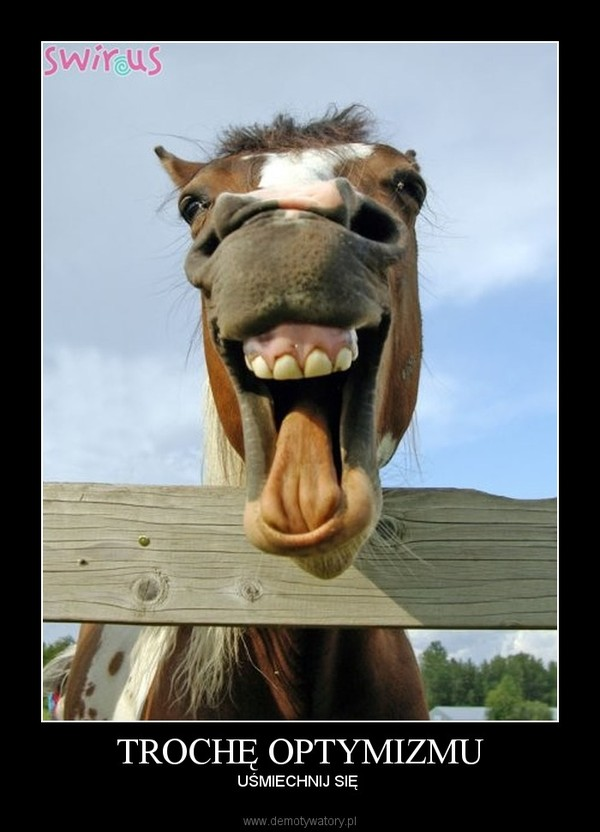 swirus
TROCHĘ OPTYMIZMU
UŚMIECHNIJ SIĘ
www.demotywatory.pl